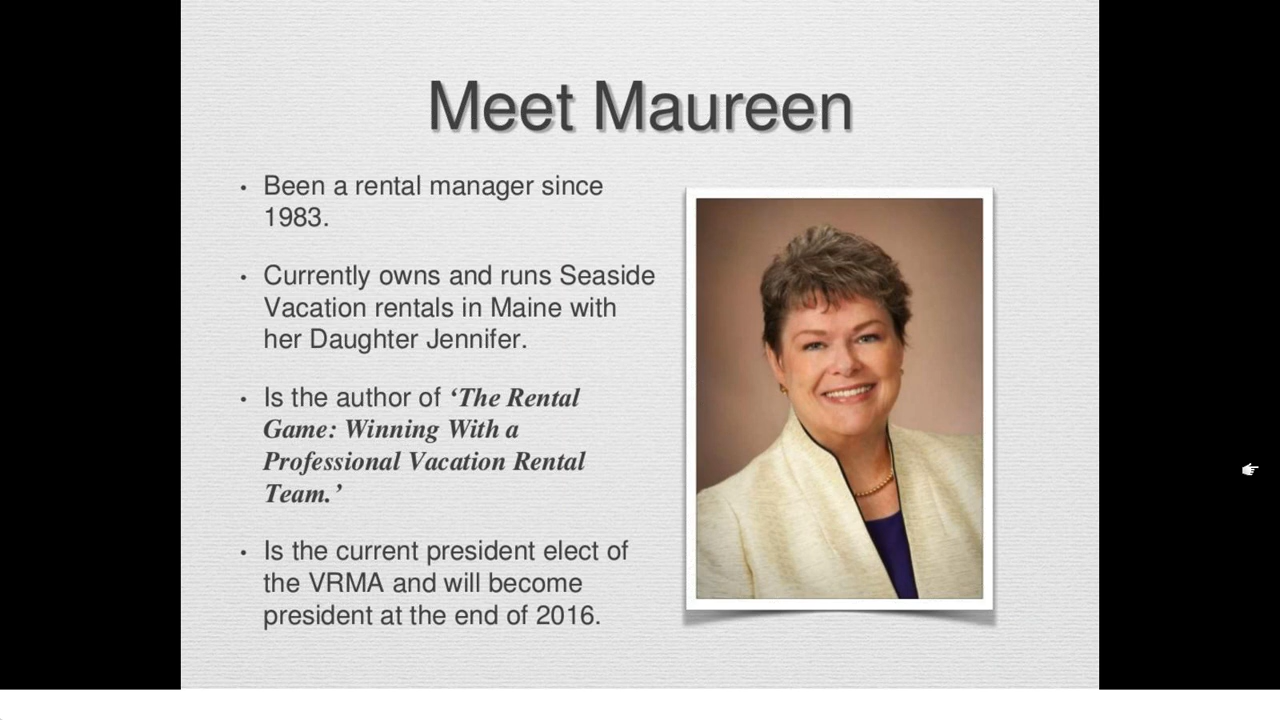 Meet Maureen
• Been a rental manager since
1983.
• Currently owns and runs Seaside
Vacation rentals in Maine with
her Daughter Jennifer.
• Is the author of ‘The Rental
Game: Winning With a
Professional Vacation Rental
Team.’
• Is the current president elect of
the VRMA and will become
president at the end of 2016.